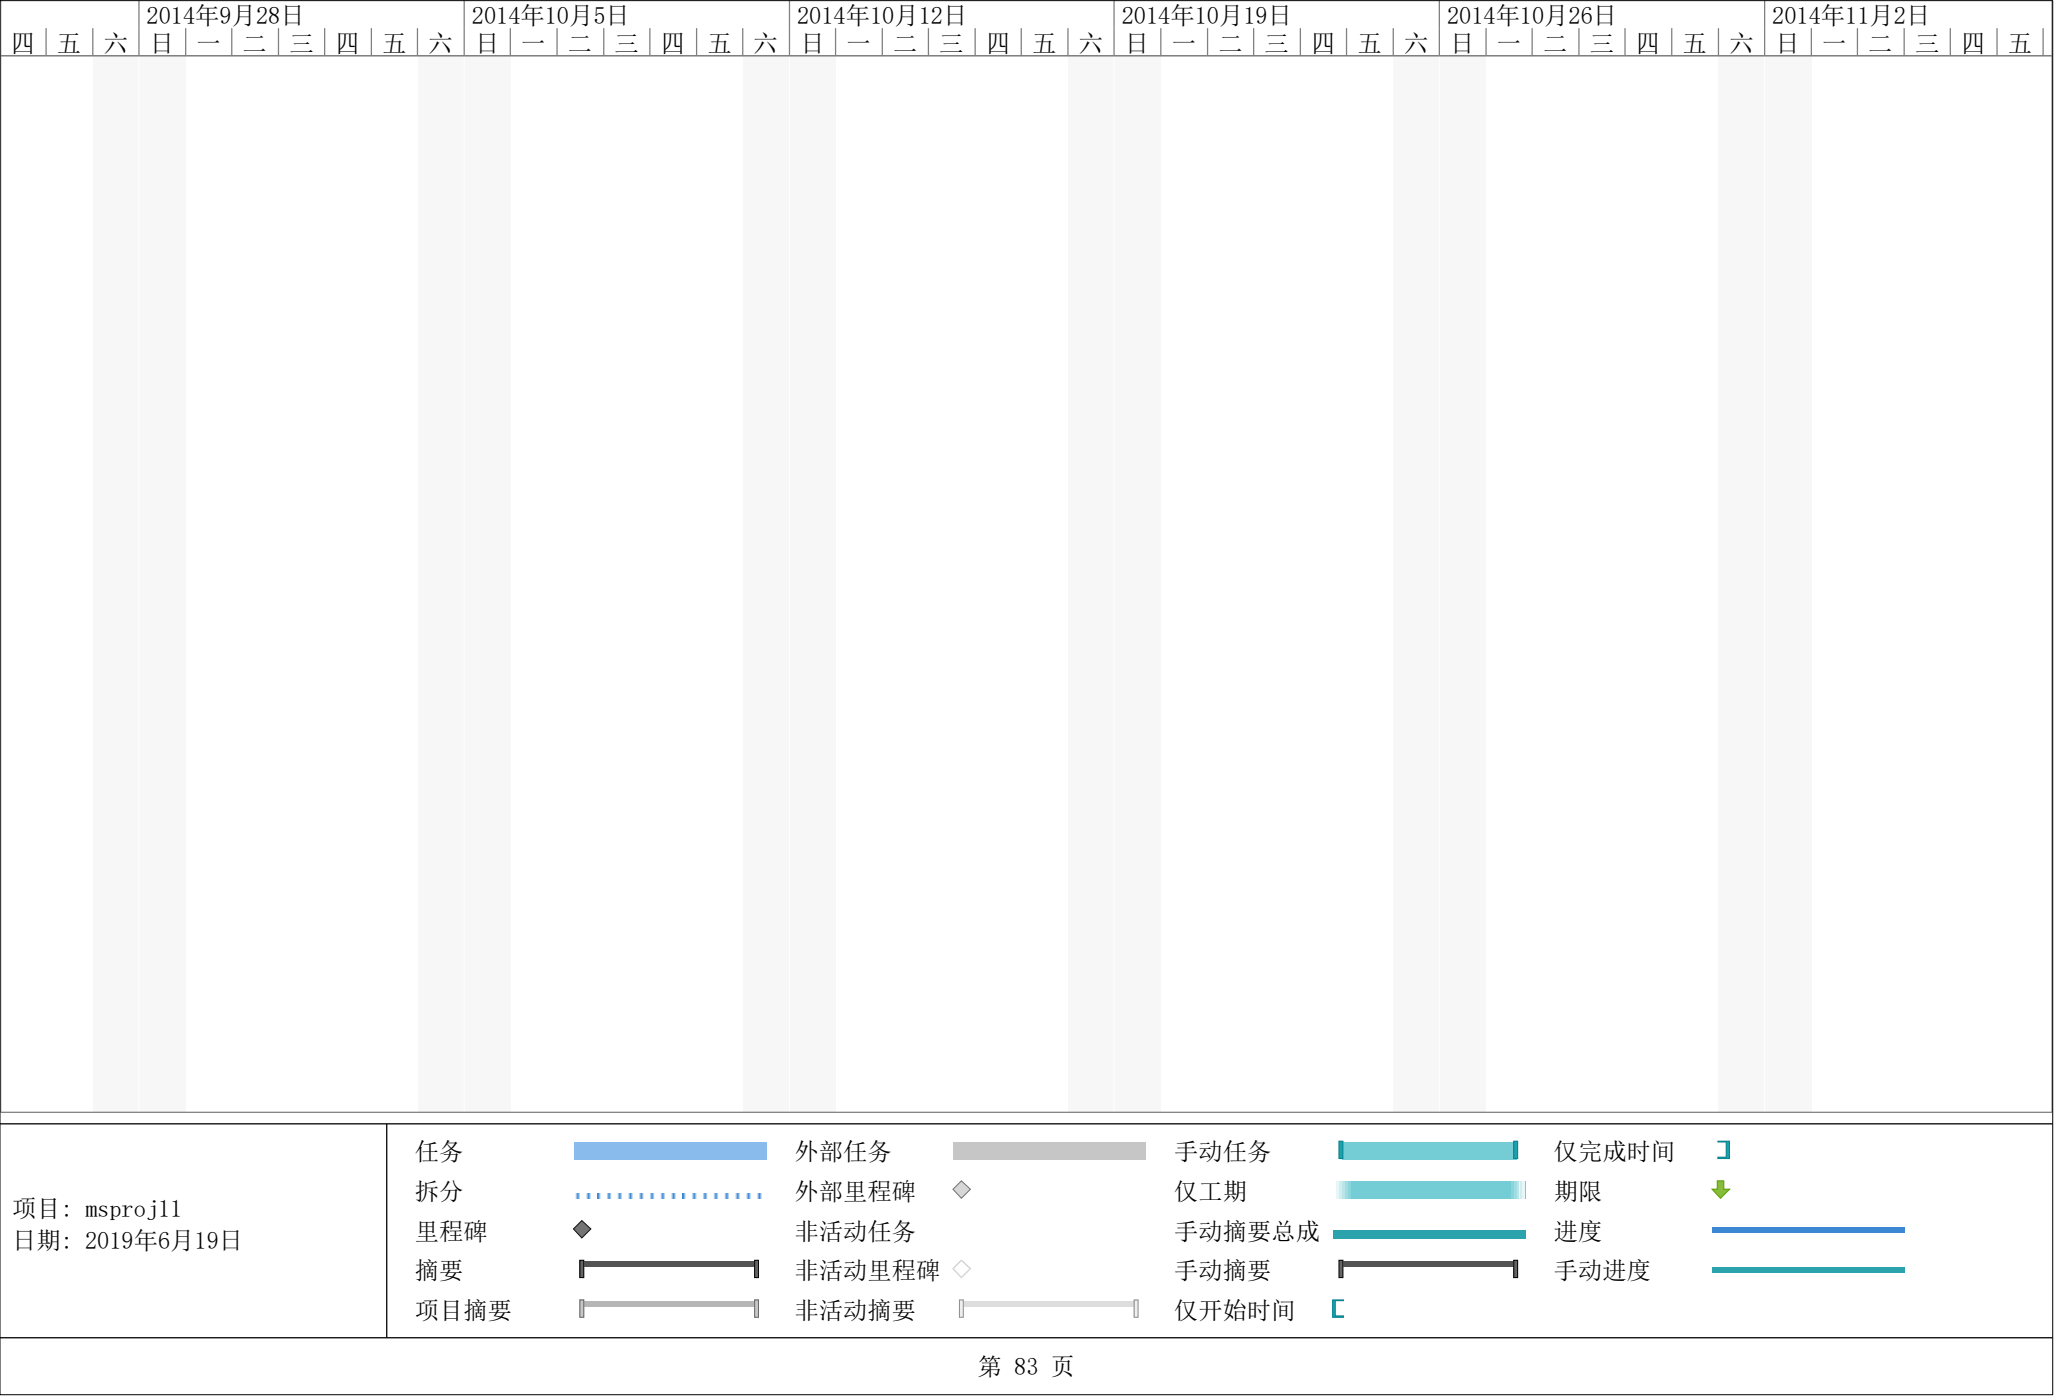 2014年9月28日 2014年10月5日 2014年10月12日 2014年10月19日 2014年10月26日 2014年11月2日
四 五 六 日 一 二 三 四 五 六 日 一 二 三 四 五 六 日 一 二 三 四 五 六 日 一 二 三 四 五 六 日 一 二 三 四 五 六 日 一 二 三 四 五
项目: msproj11
日期: 2019年6月19日
任务 外部任务 手动任务 仅完成时间
拆分 外部里程碑 仅工期 期限
里程碑 非活动任务 手动摘要总成 进度
摘要 非活动里程碑 手动摘要 手动进度
项目摘要 非活动摘要 仅开始时间
第 83 页